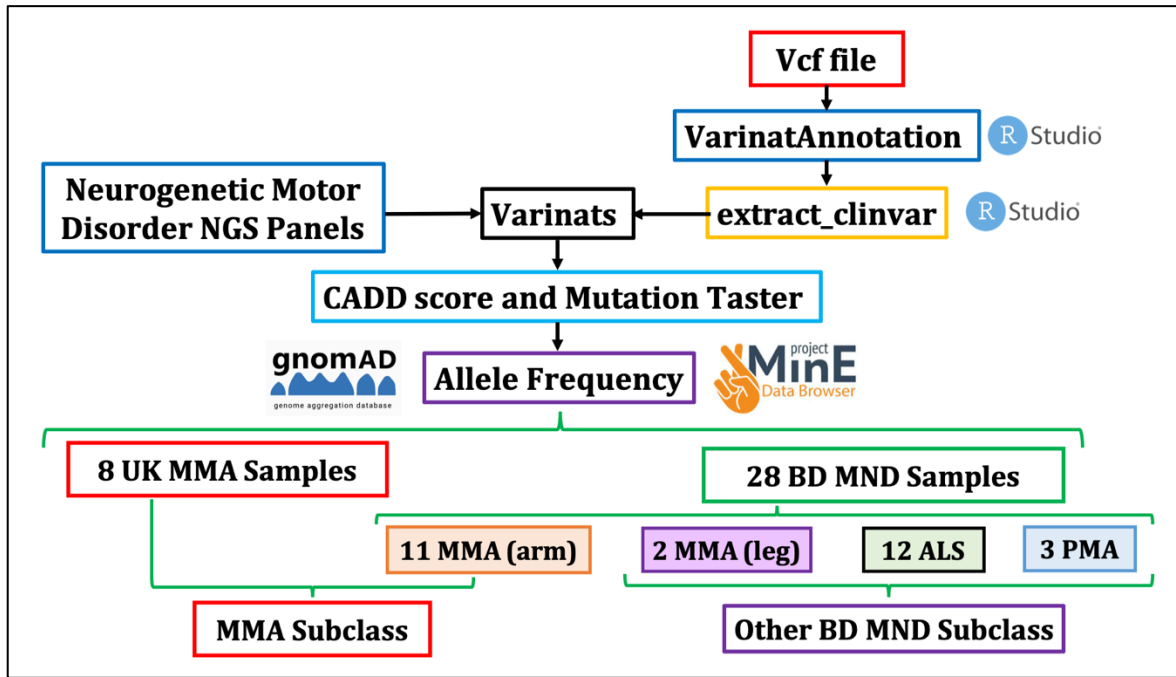 Vcf file
VarinatAnnotation
R Studio
Neurogenetic Motor
Disorder NGS Panels
Varinats
extract_clinvar
R Studio
CADD score and Mutation Taster
gnomAD
genome aggregation database
Allele Frequency
project
MinE
Data Browser
8 UK MMA Samples
28 BD MND Samples
11 MMA (arm)
2 MMA (leg)
12 ALS
3 PMA
MMA Subclass
Other BD MND Subclass